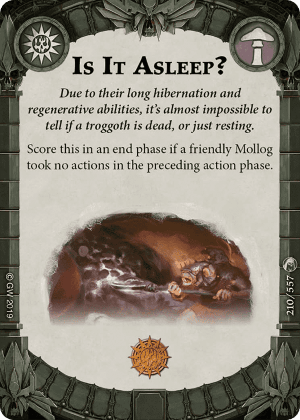 Is It Asleep?
Due to their long hibernation and
regenerative abilities, it's almost impossible to
tell if a troggoth is dead, or just resting.
Score this in an end phase if a friendly Mollog
took no actions in the preceding action phase.
© GW 2019
210/557